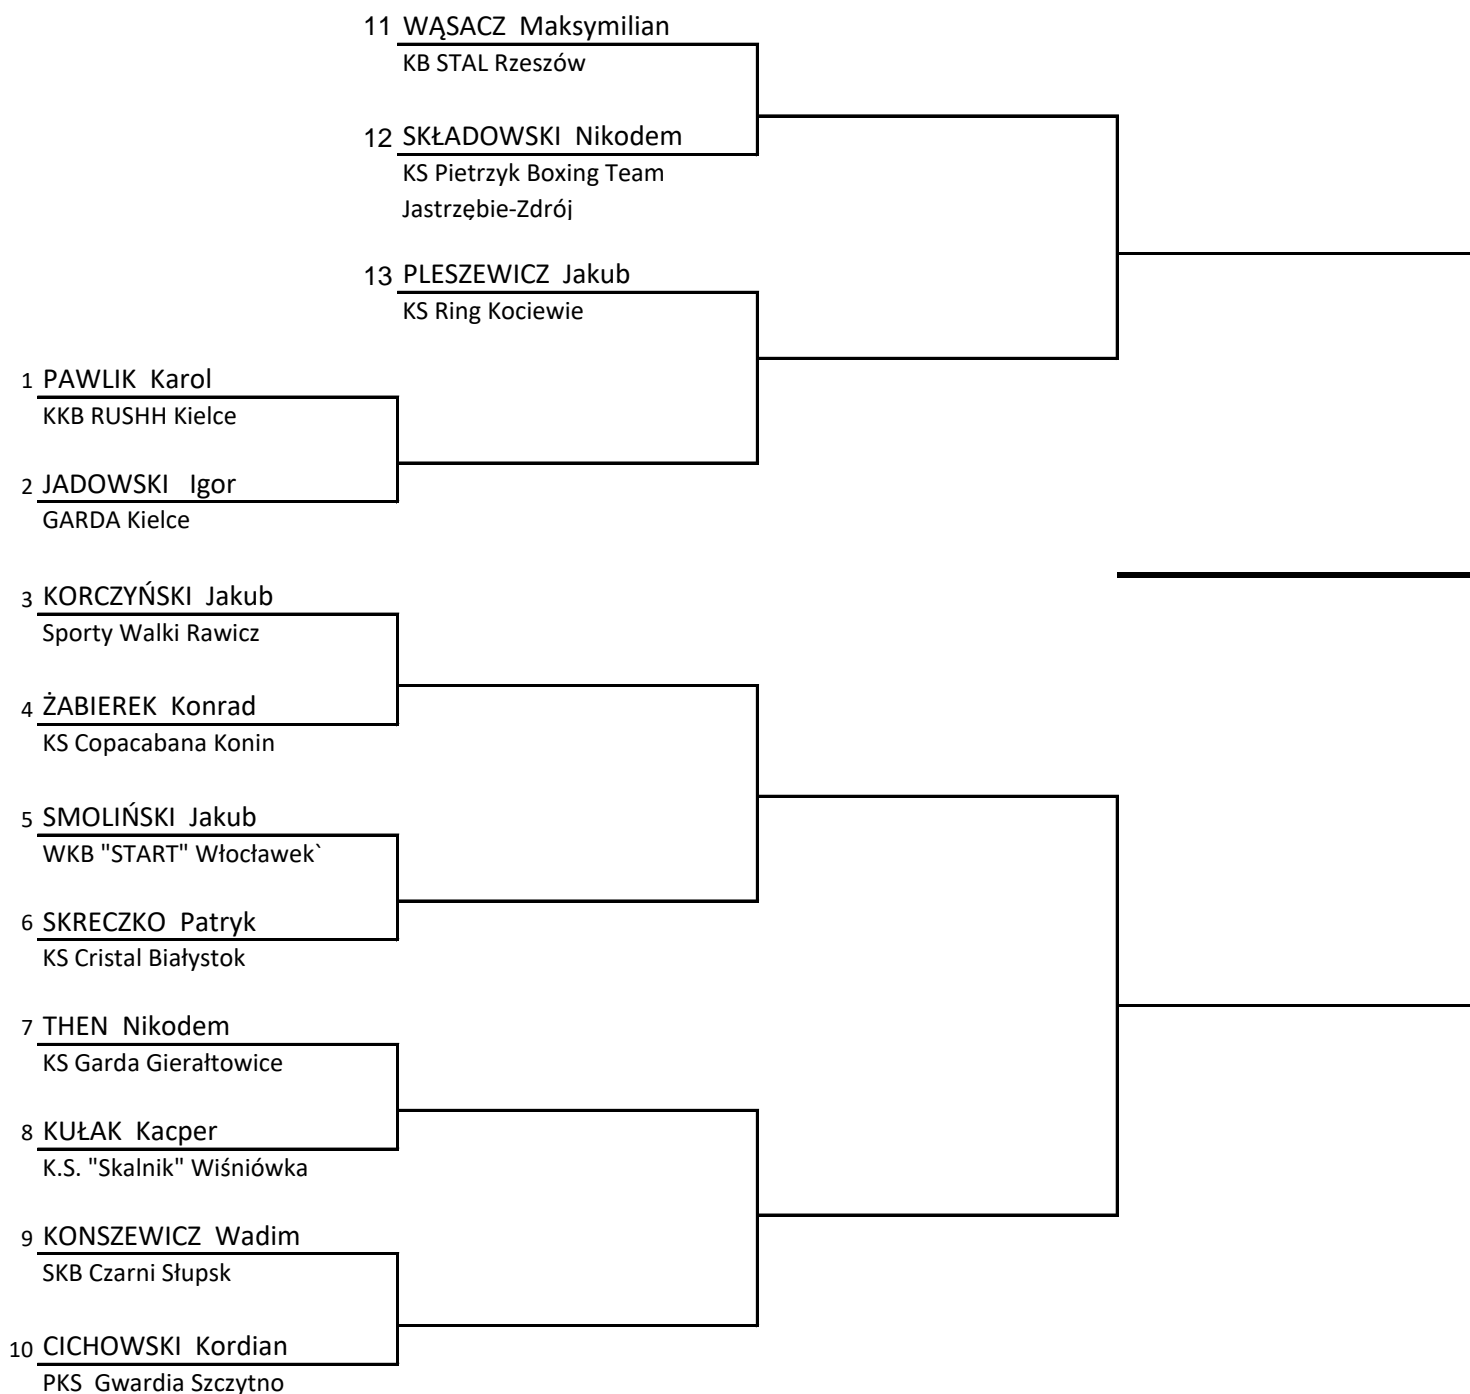 11 WĄSACZ  Maksymilian
KB STAL Rzeszów
12 SKŁADOWSKI  Nikodem
KS Pietrzyk Boxing Team
Jastrzębie-Zdrój
13 PLESZEWICZ  Jakub
KS Ring Kociewie
1 PAWLIK  Karol
KKB RUSHH Kielce
2 JADOWSKI   Igor
GARDA Kielce
3 KORCZYŃSKI  Jakub
Sporty Walki Rawicz
4 ŻABIEREK  Konrad
KS Copacabana Konin
5 SMOLIŃSKI  Jakub
WKB "START" Włocławek`
6 SKRECZKO  Patryk
KS Cristal Białystok
7 THEN  Nikodem
KS Garda Gierałtowice
8 KUŁAK  Kacper
K.S. "Skalnik" Wiśniówka
9 KONSZEWICZ  Wadim
SKB Czarni Słupsk
10 CICHOWSKI  Kordian
PKS  Gwardia Szczytno